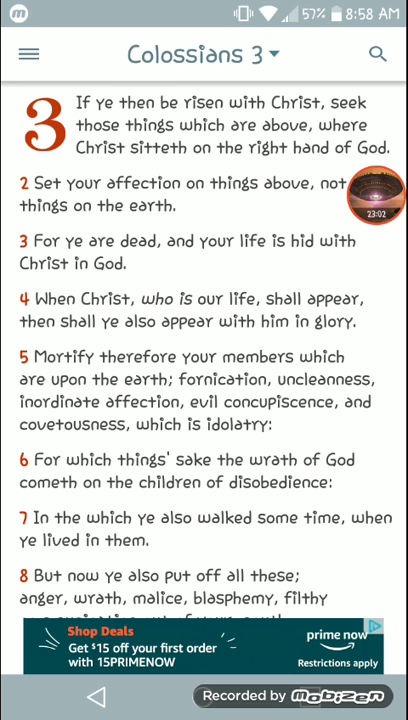 57% 8:58 AM
Colossians 3
3 If ye then be risen with Christ, seek
those things which are above, where
Christ sitteth on the right hand of God.
2 Set your affection on things above, not
things on the earth.
23:02
3 For ye are dead, and your life is hid with
Christ in God.
4 When Christ, who is our life, shall appear,
then shall ye also appear with him in glory.
5 Mortify therefore your members which
are upon the earth; fornication, uncleanness,
inordinate affection, evil concupiscence, and
covetousness, which is idolatry:
6 For which things' sake the wrath of God
cometh on the children of disobedience:
7 In the which ye also walked some time, when
ye lived in them.
8 But now ye also put off all these;
anger, wrath, malice, blasphemy, filthy
Shop Deals
Get $15 off your first order
with 15PRIMENOW
prime now
Restrictions apply
Recorded by mobizen